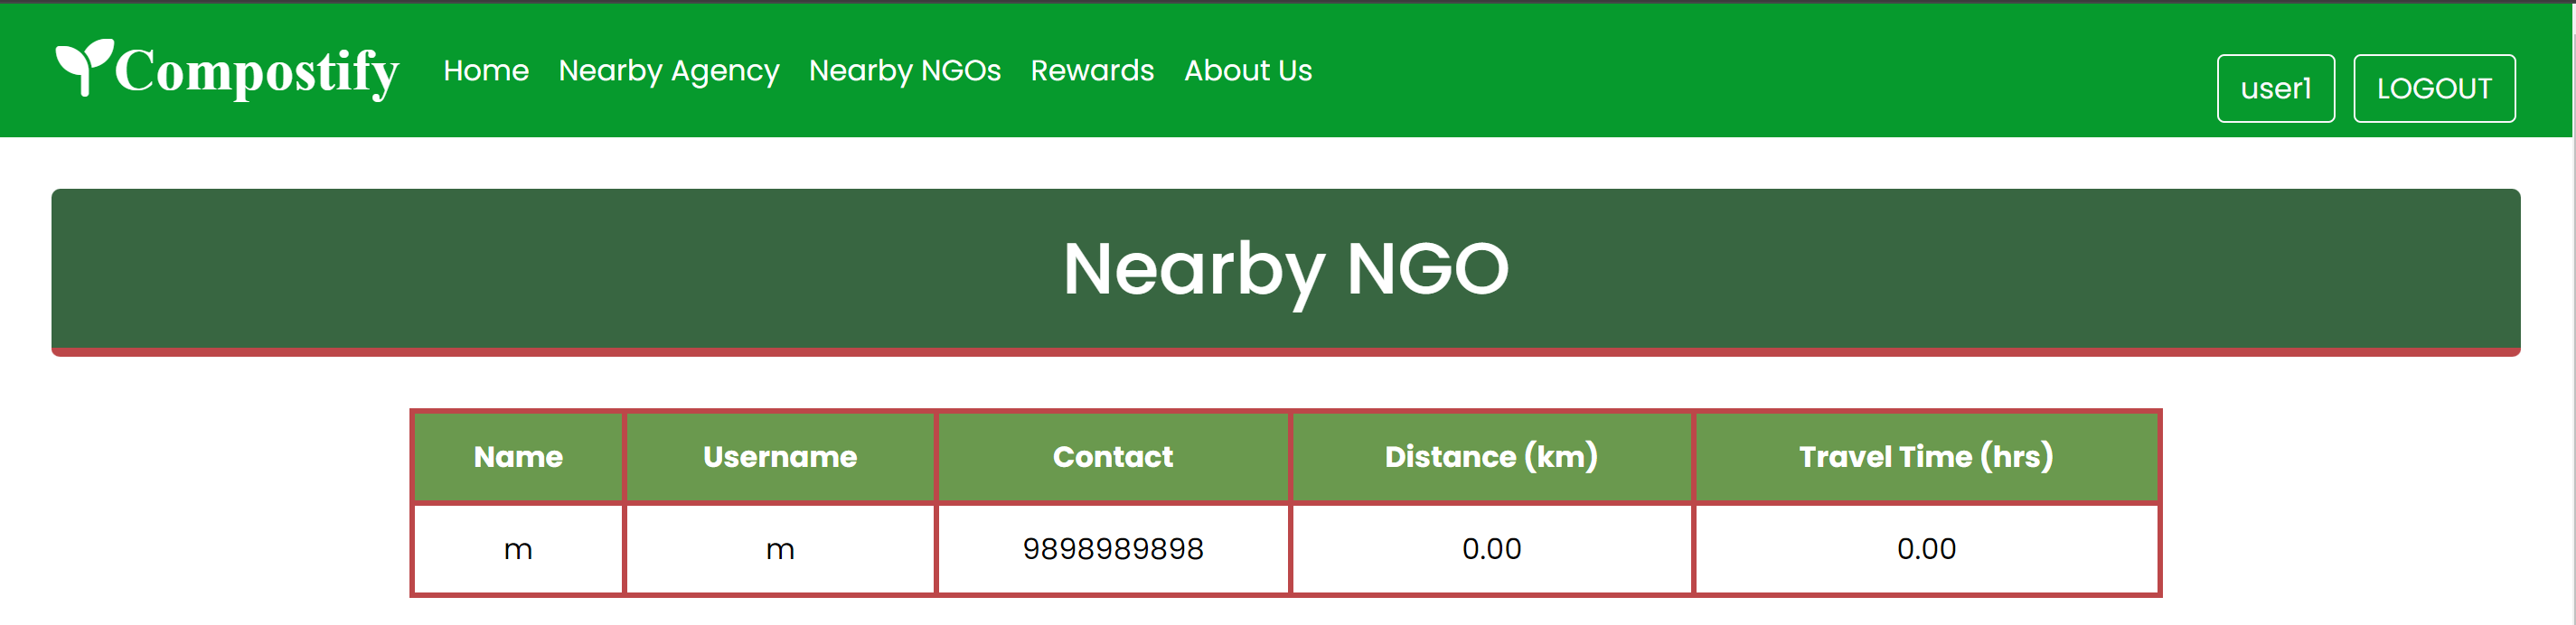 Compostify Home Nearby Agency Nearby NGOs Rewards About Us user1 LOGOUT
Nearby NGO
Name Username Contact Distance (km) Travel Time (hrs)
m m 9898989898 0.00 0.00